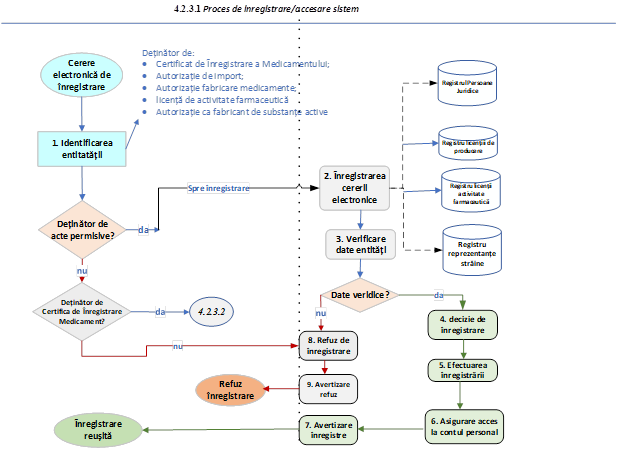 4.2.3.1 Proces de înregistrare/accesare sistem
Cerere
electronică de
înregistrare
Deținător de:
Certificat de Înregistrare a Medicamentului;
Autorizație de import;
Autorizație fabricare medicamente;
licență de activitate farmaceutică
Autorizație ca fabricant de substanțe active
1. Identificarea
entitatății
Deținător de
acte permisive?
da
Spre înregistrare
nu
Deținător de
Certifica de Înregistrare
Medicament?
da
4.2.3.2
nu
2. Înregistrarea
cererii
electronice
Registrul Persoane
Juridice
Registru licenții de
producere
Registru licenții
activitate
farmaceutică
Registru
reprezentanțe
străine
3. Verificare
date entități
Date veridice?
nu
da
4. decizie de
înregistrare
8. Refuz de
înregistrare
5. Efectuarea
înregistrării
9. Avertizare
refuz
Refuz
înregistrare
6. Asigurare acces
la contul personal
7. Avertizare
înregistre
Înregistrare
reușită